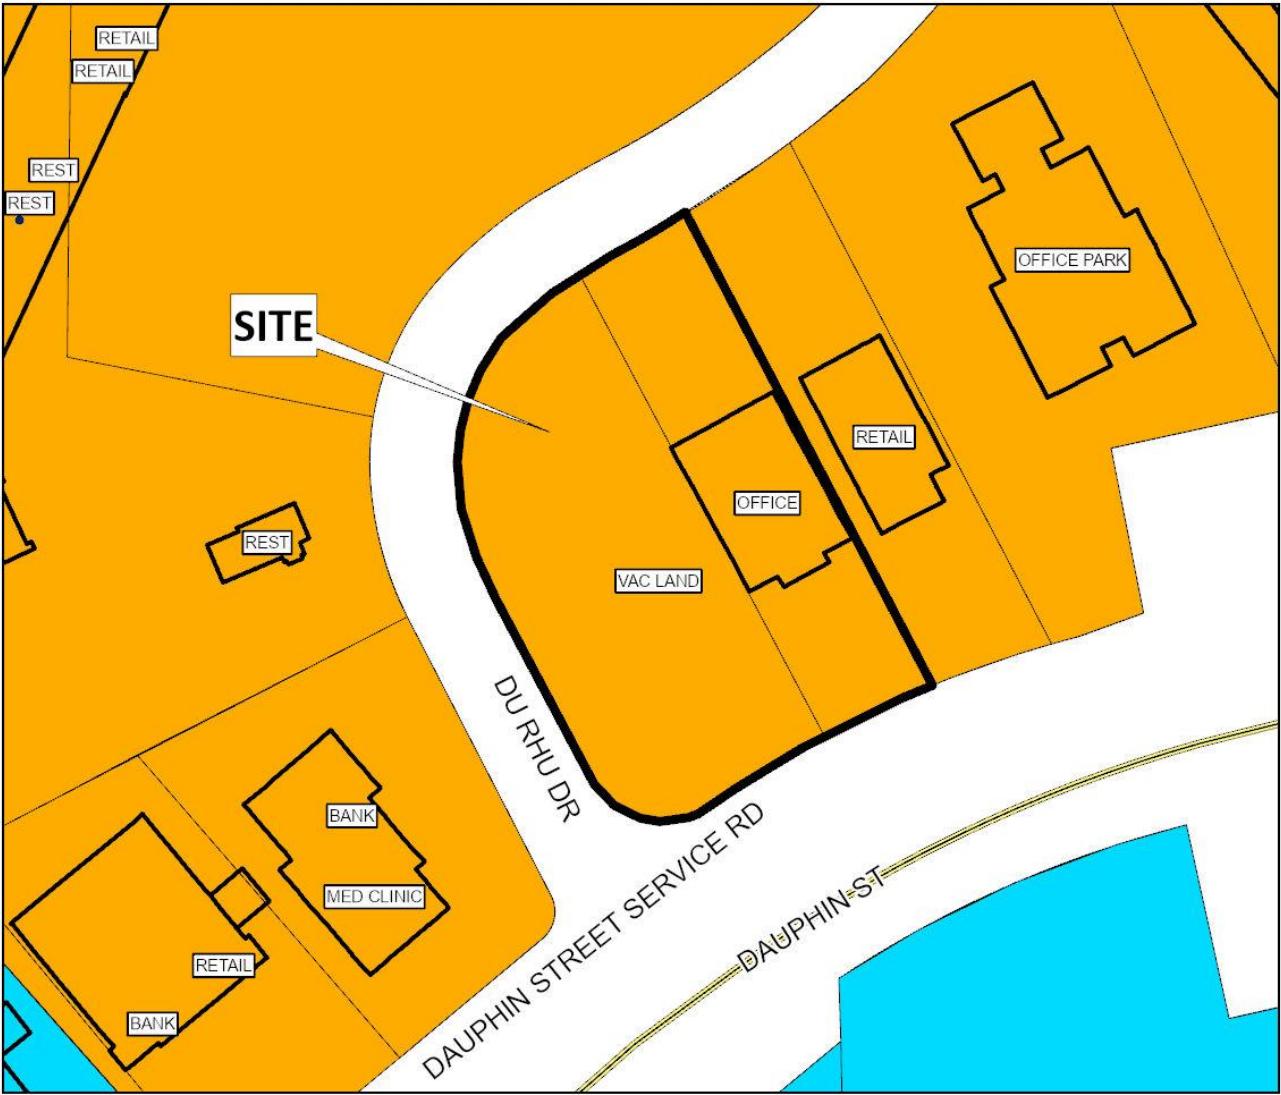 RETAIL
RETAIL
REST
REST
OFFICE PARK
SITE
RETAIL
OFFICE
REST
VAC LAND
DU RHU DR
BANK
DAUPHIN STREET SERVICE RD
DAUPHIN ST
MED CLINIC
RETAIL
BANK